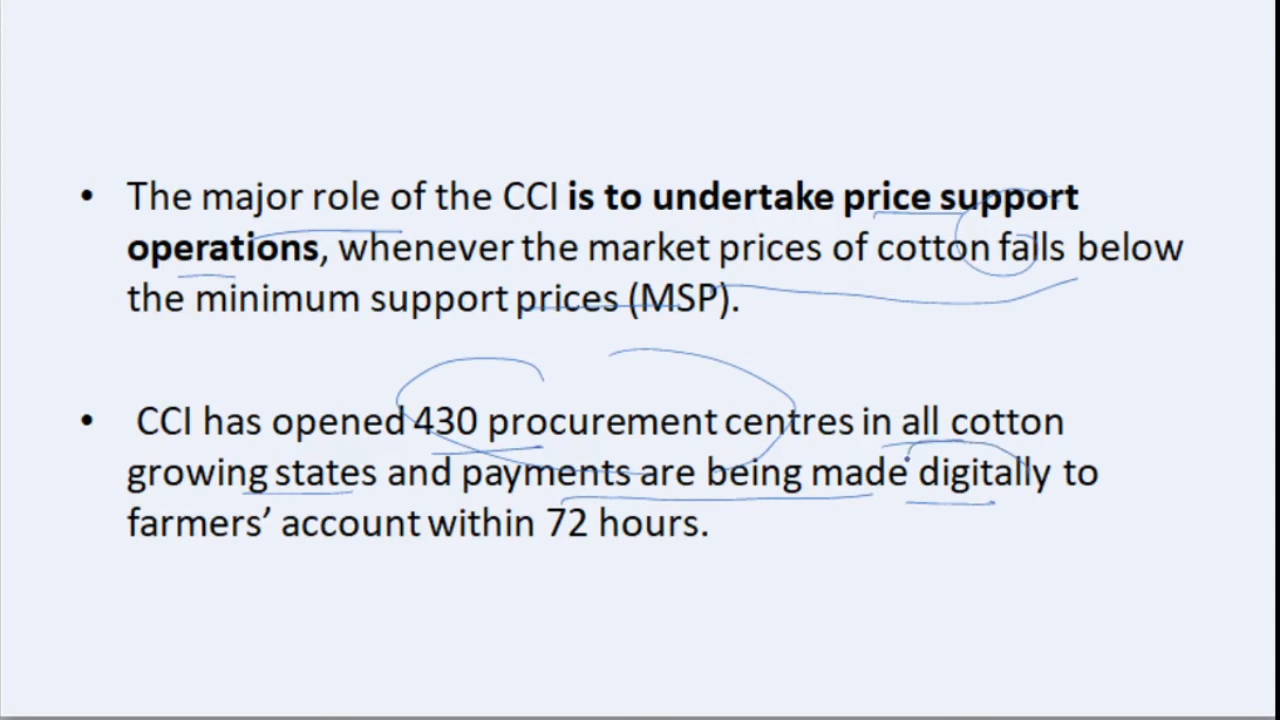 • The major role of the CCI is to undertake price support
operations, whenever the market prices of cotton falls below
the minimum support prices (MSP).
• CCI has opened 430 procurement centres in all cotton
growing states and payments are being made digitally to
farmers’ account within 72 hours.